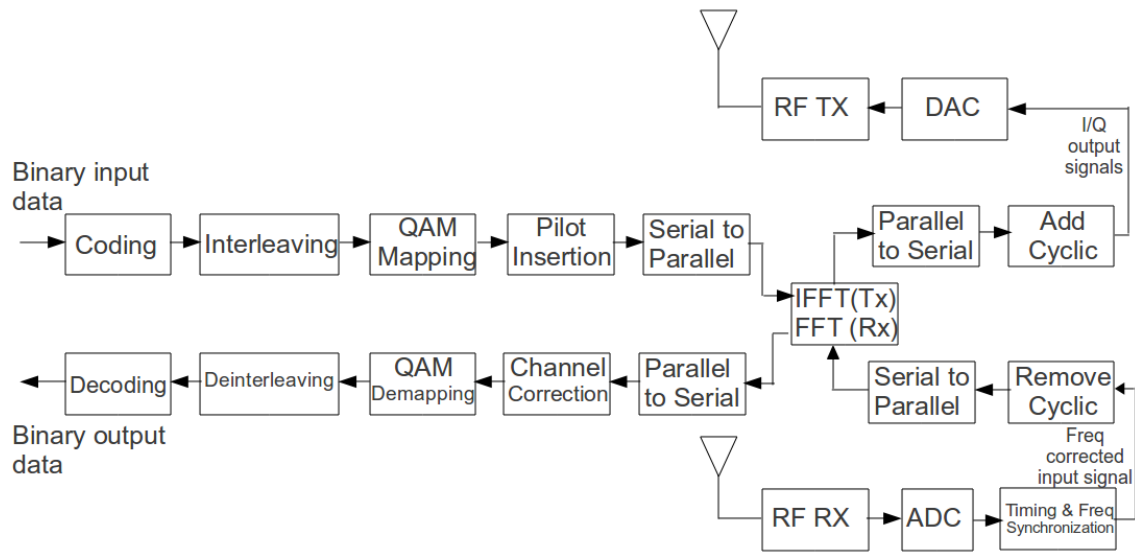 RF TX
DAC
I/Q
output
signals
Binary input
data
Coding
Interleaving
QAM
Mapping
Pilot
Insertion
Serial to
Parallel
Parallel
to Serial
Add
Cyclic
IFFT(Tx)
FFT (Rx)
Decoding
Deinterleaving
QAM
Demapping
Channel
Correction
Parallel
to Serial
Serial to
Parallel
Remove
Cyclic
Binary output
data
Freq
corrected
input signal
RF RX
ADC
Timing & Freq
Synchronization